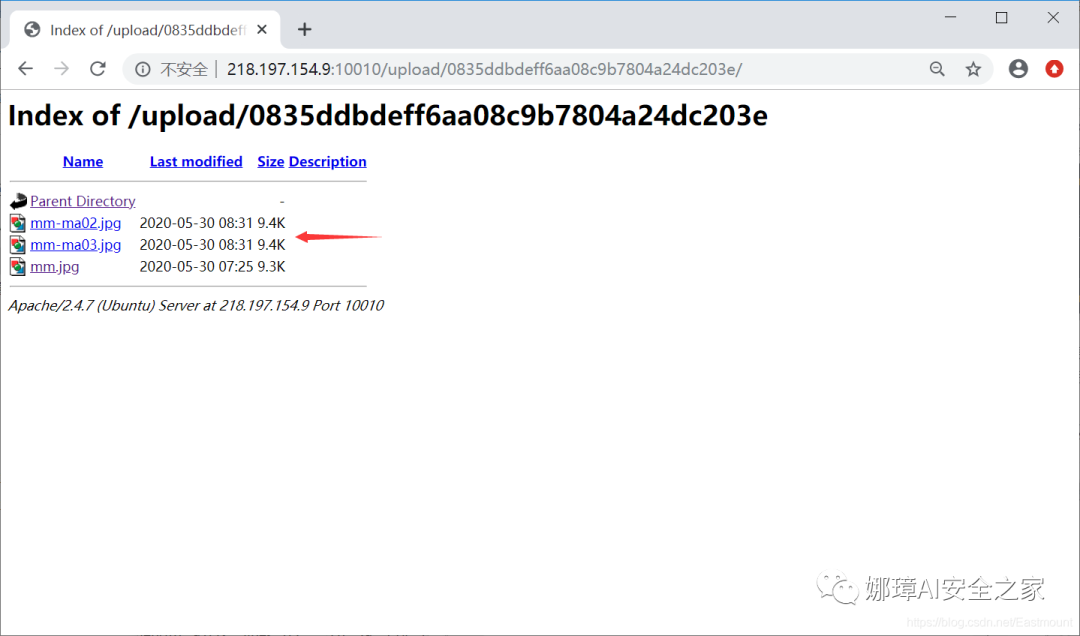 Index of /upload/0835ddbdeff
不安全 | 218.197.154.9:10010/upload/0835ddbdeff6aa08c9b7804a24dc203e/
Index of /upload/0835ddbdeff6aa08c9b7804a24dc203e
Name Last modified Size Description
Parent Directory -
mm-ma02.jpg 2020-05-30 08:31 9.4K
mm-ma03.jpg 2020-05-30 08:31 9.4K
mm.jpg 2020-05-30 07:25 9.3K
Apache/2.4.7 (Ubuntu) Server at 218.197.154.9 Port 10010
娜璋AI安全之家
https://blog.csdn.net/Eastmount